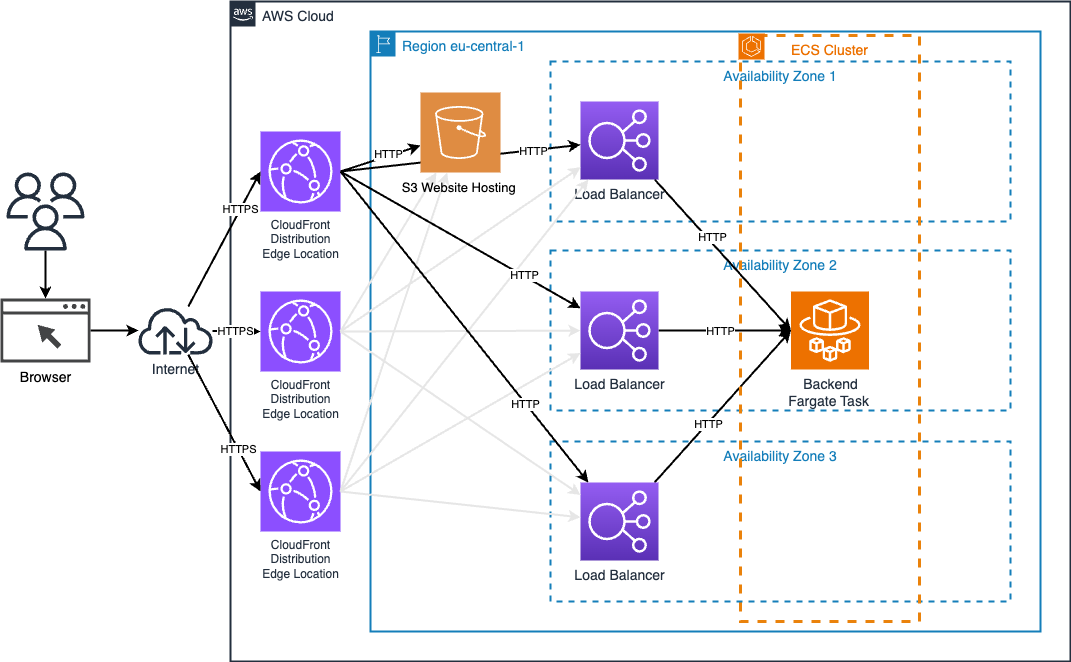 aws
AWS Cloud
Region eu-central-1
ECS Cluster
Availability Zone 1
HTTP
HTTP
S3 Website Hosting
Load Balancer
HTTPS
CloudFront
Distribution
Edge Location
HTTP
Availability Zone 2
HTTP
HTTPS
HTTP
Internet
Browser
CloudFront
Distribution
Edge Location
Load Balancer
Backend
Fargate Task
HTTP
HTTP
HTTPS
Availability Zone 3
CloudFront
Distribution
Edge Location
Load Balancer